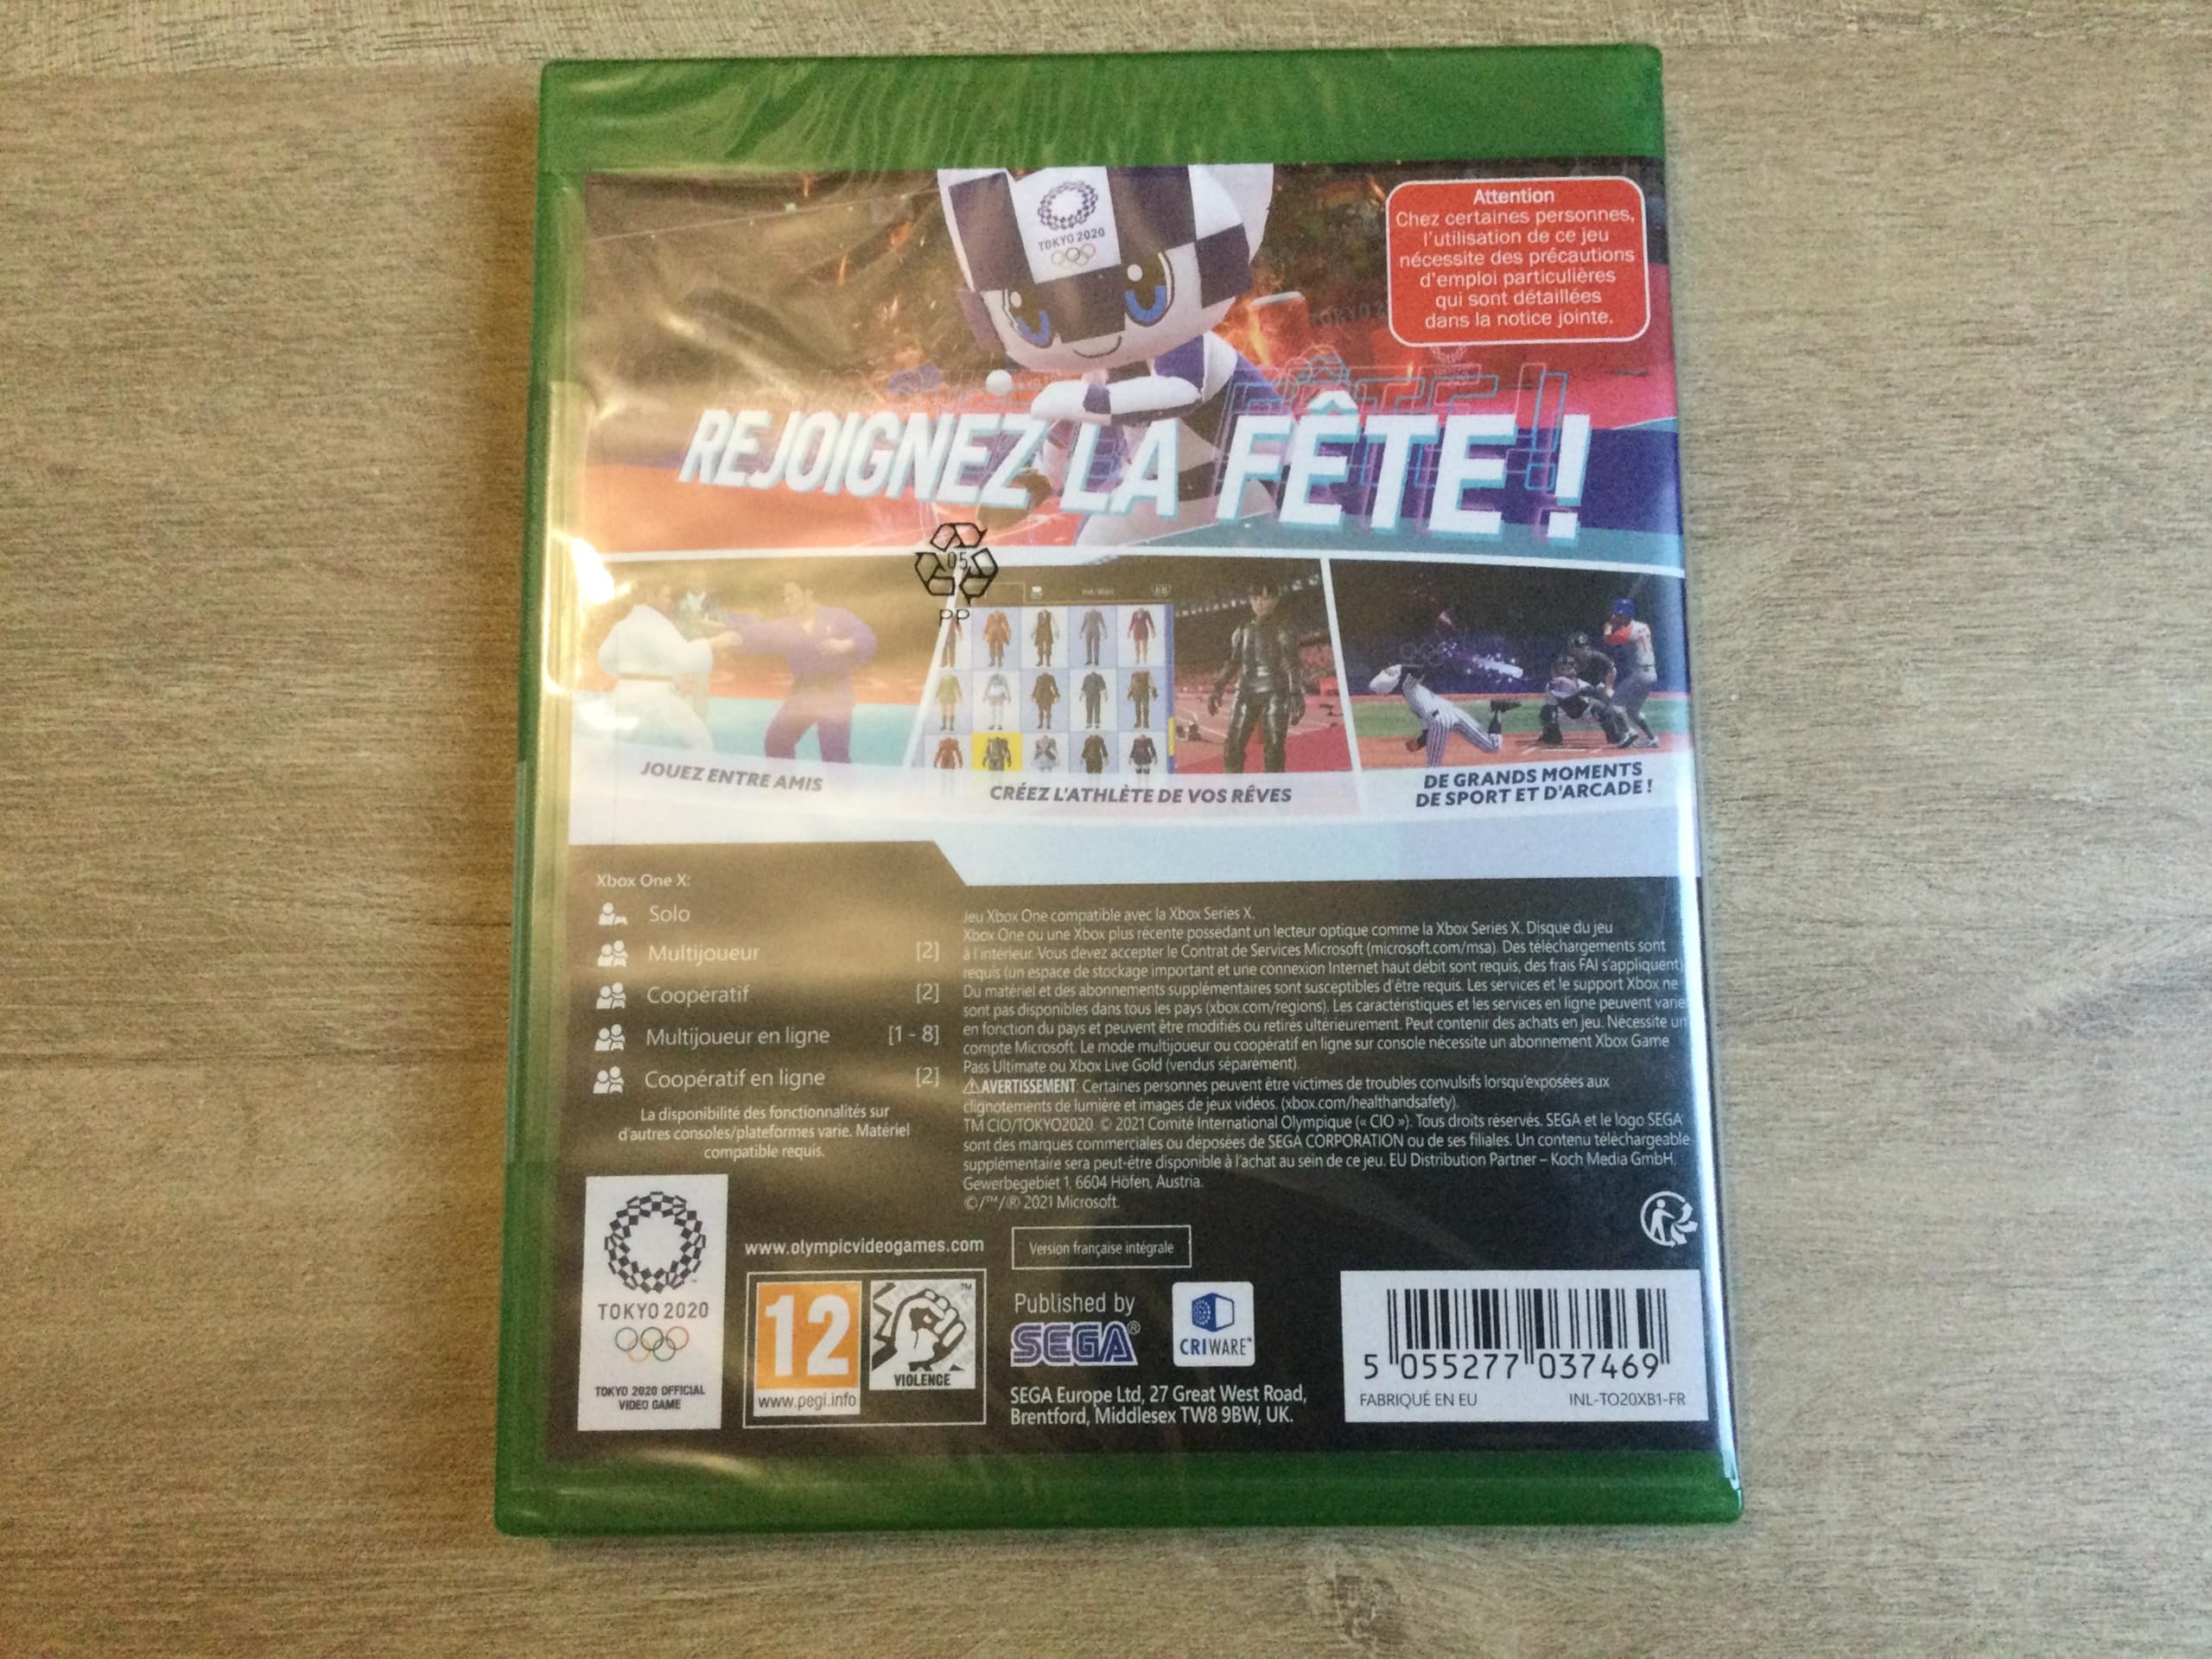 TOKYO 2020
Attention
Chez certaines personnes,
l'utilisation de ce jeu
nécessite des précautions
d'emploi particulières
qui sont détaillées
dans la notice jointe.
REJOIGNEZ LA FÊTE !
05
PP
JOUEZ ENTRE AMIS
CRÉEZ L'ATHLÈTE DE VOS RÊVES
DE GRANDS MOMENTS
DE SPORT ET D'ARCADE !
Xbox One X:
Solo
Multijoueur [2]
Coopératif [2]
Multijoueur en ligne [1 - 8]
Coopératif en ligne [2]
La disponibilité des fonctionnalités sur
d'autres consoles/plateformes varie. Matériel
compatible requis.
Jeu Xbox One compatible avec la Xbox Series X.
Xbox One ou une Xbox plus récente possédant un lecteur optique comme la Xbox Series X. Disque du jeu
à l'intérieur. Vous devez accepter le Contrat de Services Microsoft (microsoft.com/msa). Des téléchargements sont
requis (un espace de stockage important et une connexion Internet haut débit sont requis, des frais FAI s'appliquent)
Du matériel et des abonnements supplémentaires sont susceptibles d'être requis. Les services et le support Xbox ne
sont pas disponibles dans tous les pays (xbox.com/regions). Les caractéristiques et les services en ligne peuvent varie
en fonction du pays et peuvent être modifiés ou retirés ultérieurement. Peut contenir des achats en jeu. Nécessite un
compte Microsoft. Le mode multijoueur ou coopératif en ligne sur console nécessite un abonnement Xbox Game
Pass Ultimate ou Xbox Live Gold (vendus séparément).
⚠AVERTISSEMENT: Certaines personnes peuvent être victimes de troubles convulsifs lorsqu'exposées aux
clignotements de lumière et images de jeux vidéos. (xbox.com/healthandsafety).
TM CIO/TOKYO2020. © 2021 Comité International Olympique (« CIO »). Tous droits réservés. SEGA et le logo SEGA
sont des marques commerciales ou déposées de SEGA CORPORATION ou de ses filiales. Un contenu téléchargeable
supplémentaire sera peut-être disponible à l'achat au sein de ce jeu. EU Distribution Partner – Koch Media GmbH,
Gewerbegebiet 1, 6604 Höfen, Austria.
©/™/® 2021 Microsoft.
TOKYO 2020
TOKYO 2020 OFFICIAL
VIDEO GAME
www.olympicvideogames.com
Version française intégrale
12
www.pegi.info
VIOLENCE
™
Published by
SEGA®
CRIWARE™
SEGA Europe Ltd, 27 Great West Road,
Brentford, Middlesex TW8 9BW, UK.
5 055277 037469
FABRIQUÉ EN EU INL-TO20XB1-FR